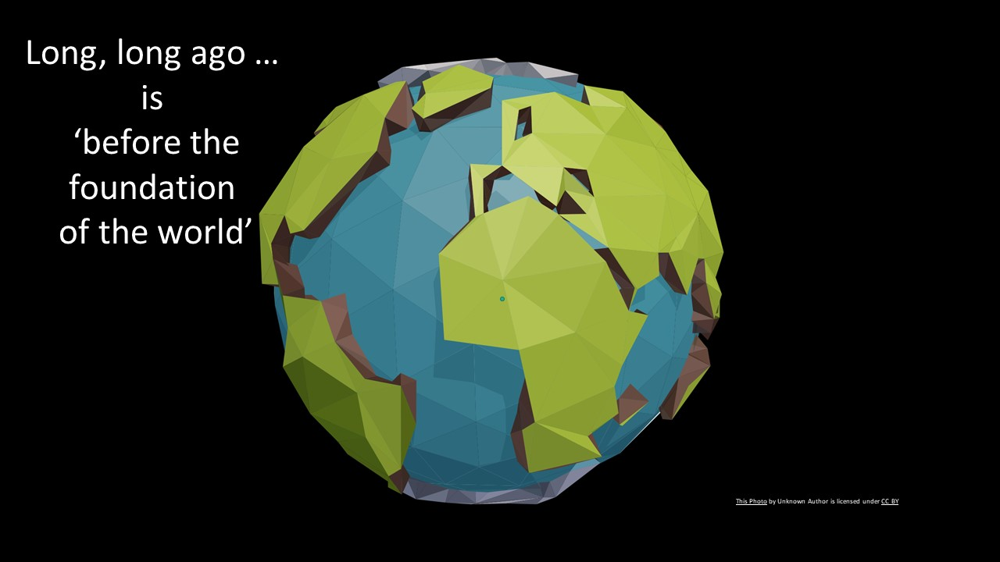 Long, long ago …
is
‘before the
foundation
of the world’
This Photo by Unknown Author is licensed under CC BY